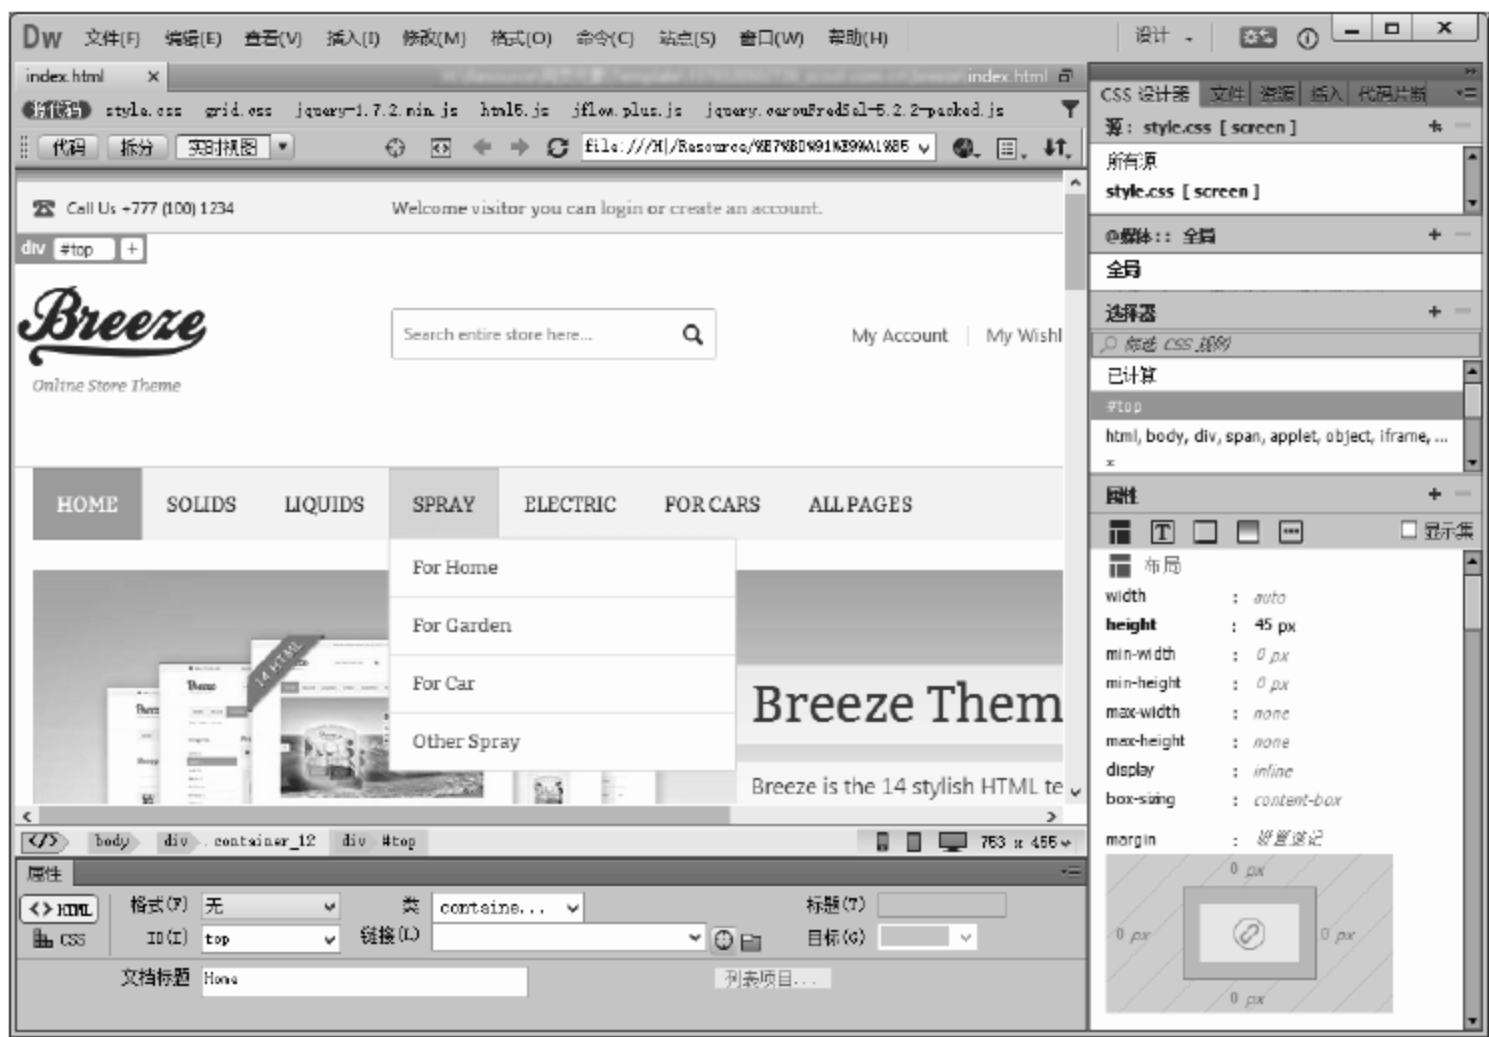 Dw 文件(F) 编辑(E) 查看(V) 插入(I) 修改(M) 格式(O) 命令(C) 站点(S) 窗口(W) 帮助(H) 设计
index.html × index.html
源代码 style.css grid.css jquery-1.7.2.min.js html5.js jflow.plus.js jquery.carouFredSel-5.2.2-packed.js
代码 拆分 实时视图 file:///H|/Resource/%E7%BD%91%E9%A1%B5
Call Us +777 (100) 1234 Welcome visitor you can login or create an account.
div #top +
Breeze
Online Store Theme
Search entire store here...
My Account My Wishl
HOME SOLIDS LIQUIDS SPRAY ELECTRIC FOR CARS ALL PAGES
For Home
For Garden
For Car
Other Spray
14 HTML
Breeze Them
Breeze is the 14 stylish HTML te
</> body div .container_12 div #top 753 x 455
属性
<> HTML 格式(F) 无 类 containe... 标题(T)
CSS ID(I) top 链接(L) 目标(G)
文档标题 Home 列表项目...
CSS 设计器 文件 资源 插入 代码片断
源: style.css [ screen ]
所有源
style.css [ screen ]
@媒体:: 全局
全局
选择器
筛选 CSS 规则
已计算
#top
html, body, div, span, applet, object, iframe, ...
属性
显示集
布局
width : auto
height : 45 px
min-width : 0 px
min-height : 0 px
max-width : none
max-height : none
display : inline
box-sizing : content-box
margin : 设置速记
0 px
0 px 0 px
0 px